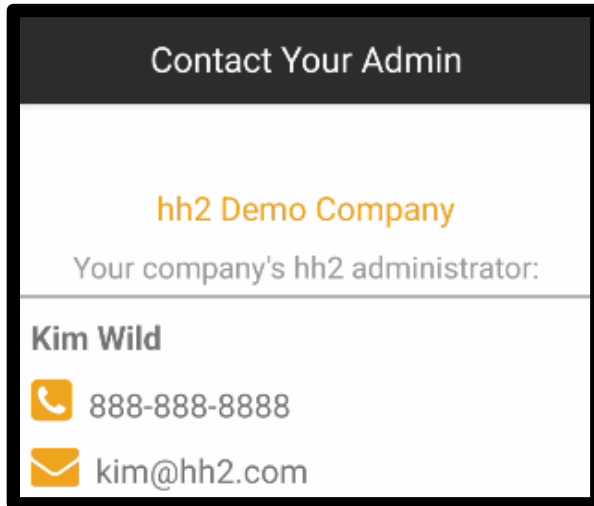 Contact Your Admin
hh2 Demo Company
Your company's hh2 administrator:
Kim Wild
888-888-8888
kim@hh2.com